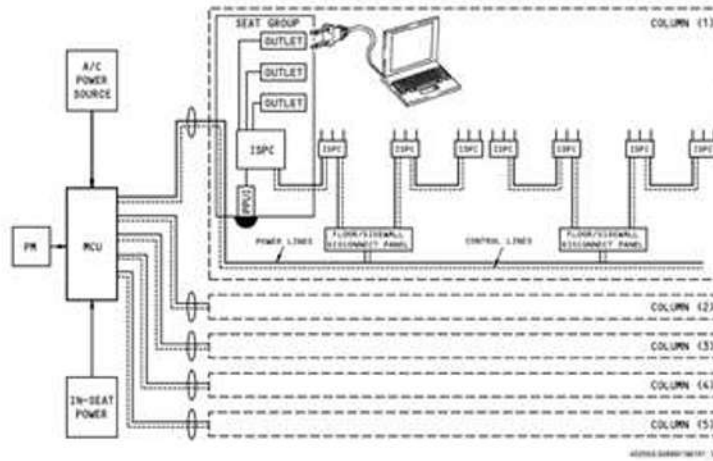 SEAT GROUP
COLUMN (1)
OUTLET
OUTLET
OUTLET
A/C
POWER
SOURCE
ISPC
ISPC
ISPC
ISPC
ISPC
ISPC
ISPC
ISPC
PM
MCU
FLOOR/SIDEWALL
DISCONNECT PANEL
FLOOR/SIDEWALL
DISCONNECT PANEL
POWER LINES
CONTROL LINES
COLUMN (2)
COLUMN (3)
COLUMN (4)
COLUMN (5)
IN-SEAT
POWER